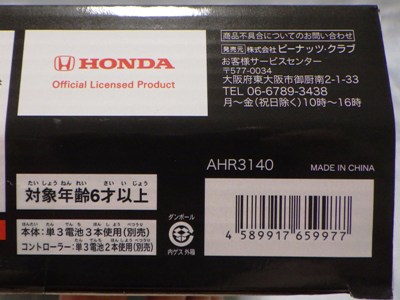 HONDA
Official Licensed Product
商品不具合についてのお問い合わせ
発売元 株式会社 ピーナッツ・クラブ
お客様サービスセンター
〒577-0034
大阪府東大阪市御厨南2-1-33
TEL 06-6789-3438
月〜金(祝日除く)10時〜16時
AHR3140
MADE IN CHINA
たいしょうねんれい さい いじょう
対象年齢6才以上
本体:単3電池3本使用(別売)
コントローラー:単3電池2本使用(別売)
ダンボール
内ゲス 外箱
4 589917 659977